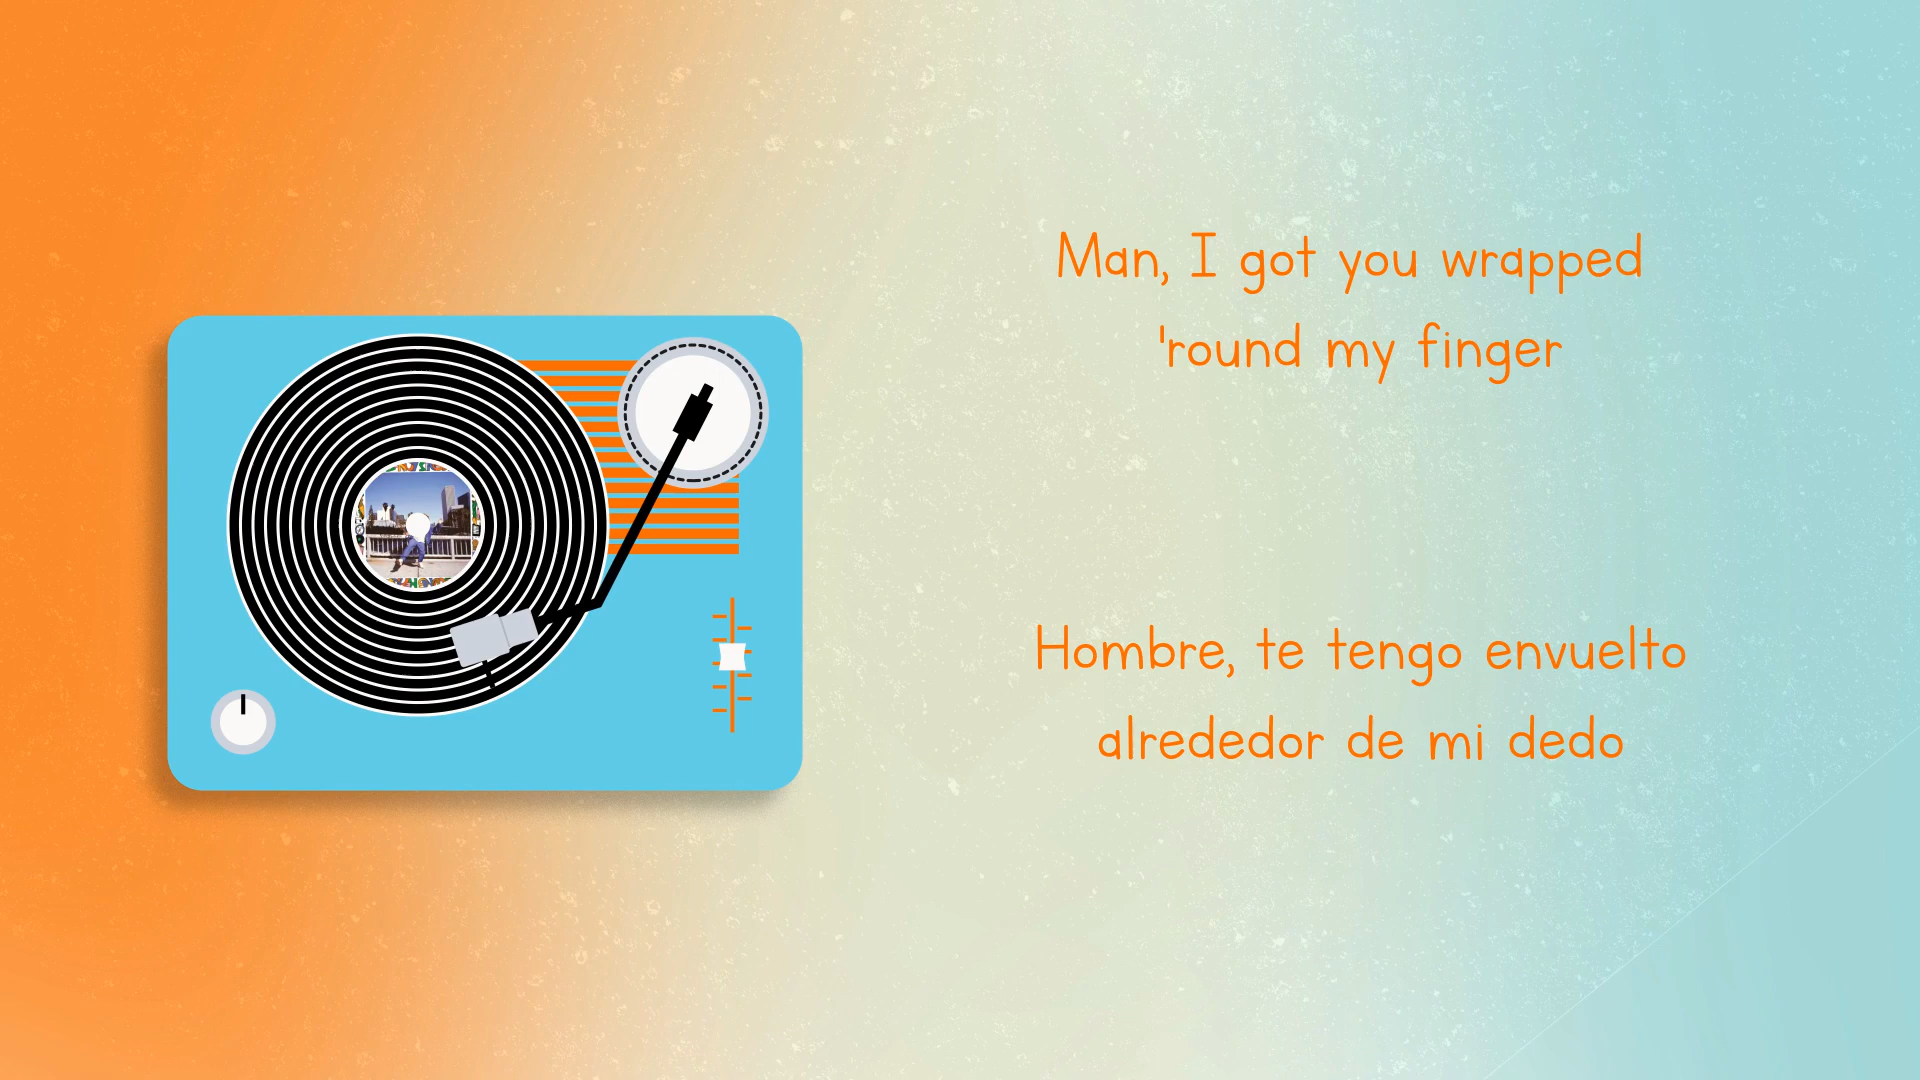 Man, I got you wrapped
'round my finger
Hombre, te tengo envuelto
alrededor de mi dedo